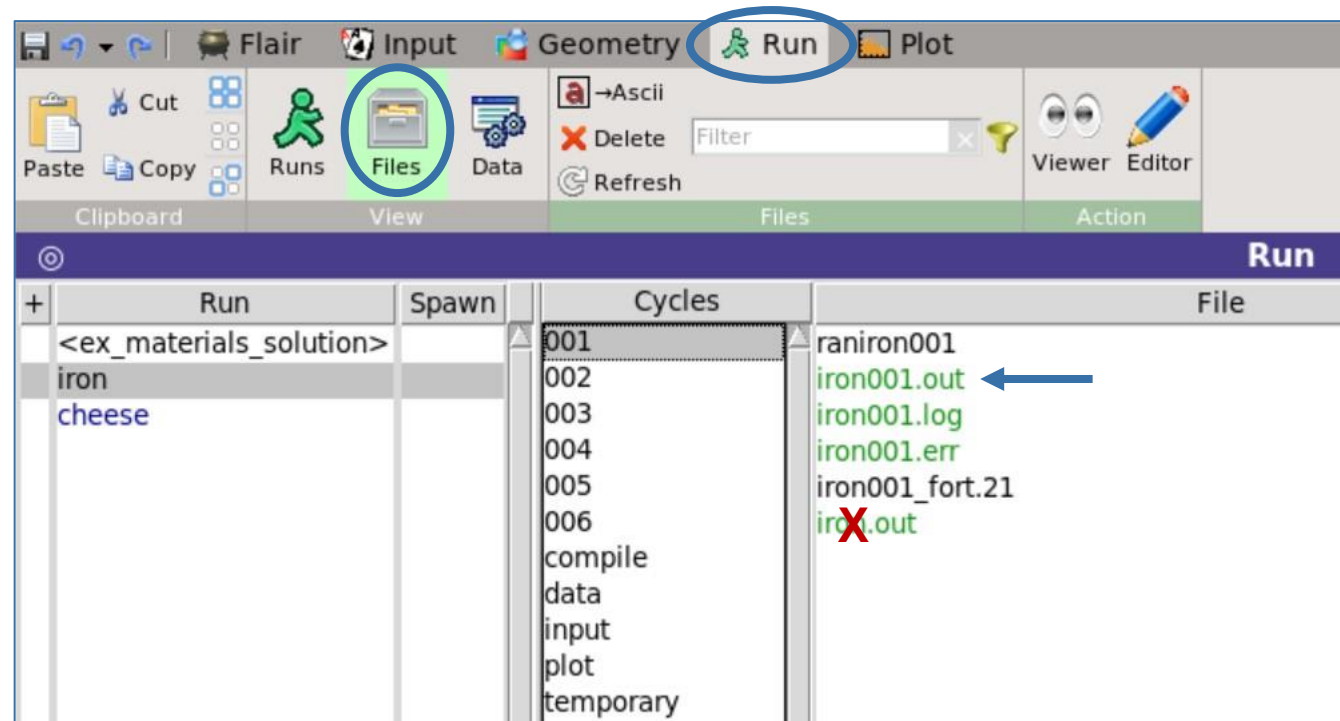 Flair Input Geometry Run Plot
Paste Cut Copy Runs Files Data a →Ascii Delete Filter Refresh Viewer Editor
Clipboard View Files Action
Run
+ Run Spawn Cycles File
<ex_materials_solution> 001 raniron001
iron 002 iron001.out
cheese 003 iron001.log
004 iron001.err
005 iron001_fort.21
006 iron.out
X
compile
data
input
plot
temporary